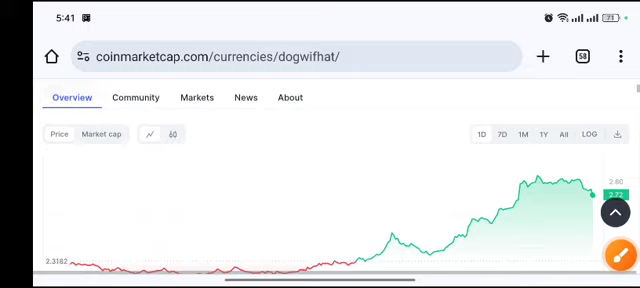 5:41
71
coinmarketcap.com/currencies/dogwifhat/
58
Overview Community Markets News About
Price Market cap 1D 7D 1M 1Y All LOG
2.80
2.72
2.3182